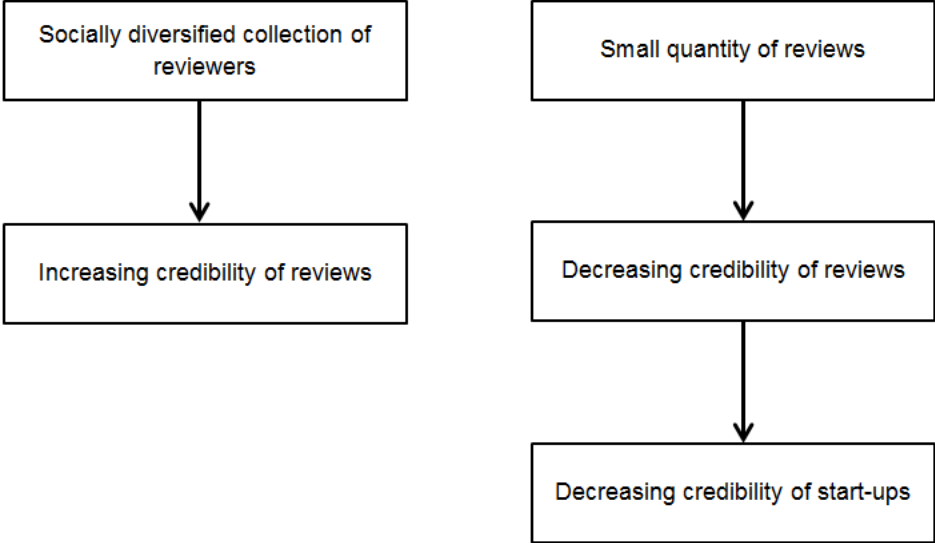 Socially diversified collection of
reviewers
Small quantity of reviews
Increasing credibility of reviews
Decreasing credibility of reviews
Decreasing credibility of start-ups